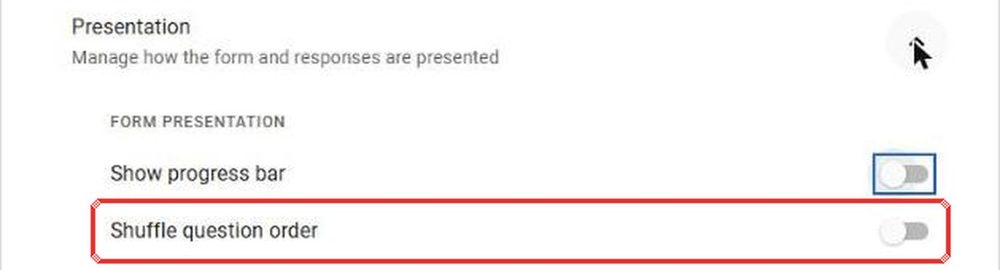 Presentation
Manage how the form and responses are presented
FORM PRESENTATION
Show progress bar
Shuffle question order